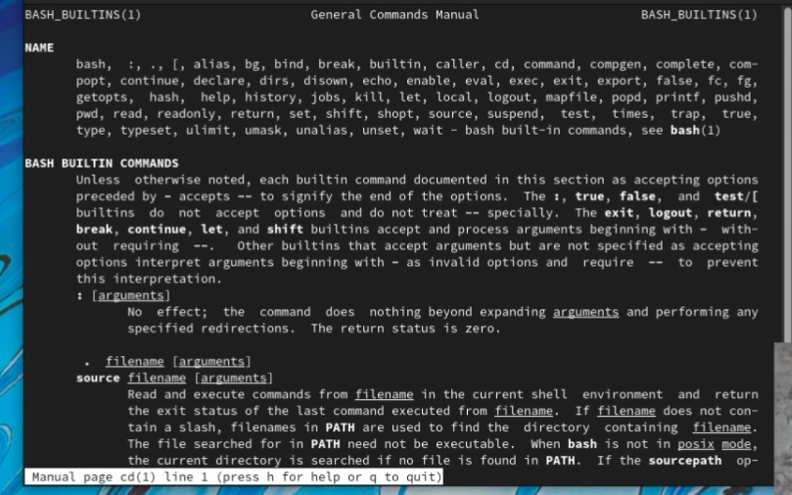 BASH_BUILTINS(1) General Commands Manual BASH_BUILTINS(1)
NAME
bash, :, ., [, alias, bg, bind, break, builtin, caller, cd, command, compgen, complete, com-
popt, continue, declare, dirs, disown, echo, enable, eval, exec, exit, export, false, fc, fg,
getopts, hash, help, history, jobs, kill, let, local, logout, mapfile, popd, printf, pushd,
pwd, read, readonly, return, set, shift, shopt, source, suspend, test, times, trap, true,
type, typeset, ulimit, umask, unalias, unset, wait - bash built-in commands, see bash(1)
BASH BUILTIN COMMANDS
Unless otherwise noted, each builtin command documented in this section as accepting options
preceded by - accepts -- to signify the end of the options. The :, true, false, and test/[
builtins do not accept options and do not treat -- specially. The exit, logout, return,
break, continue, let, and shift builtins accept and process arguments beginning with - with-
out requiring --. Other builtins that accept arguments but are not specified as accepting
options interpret arguments beginning with - as invalid options and require -- to prevent
this interpretation.
: [arguments]
No effect; the command does nothing beyond expanding arguments and performing any
specified redirections. The return status is zero.
. filename [arguments]
source filename [arguments]
Read and execute commands from filename in the current shell environment and return
the exit status of the last command executed from filename. If filename does not con-
tain a slash, filenames in PATH are used to find the directory containing filename.
The file searched for in PATH need not be executable. When bash is not in posix mode,
the current directory is searched if no file is found in PATH. If the sourcepath op-
Manual page cd(1) line 1 (press h for help or q to quit)